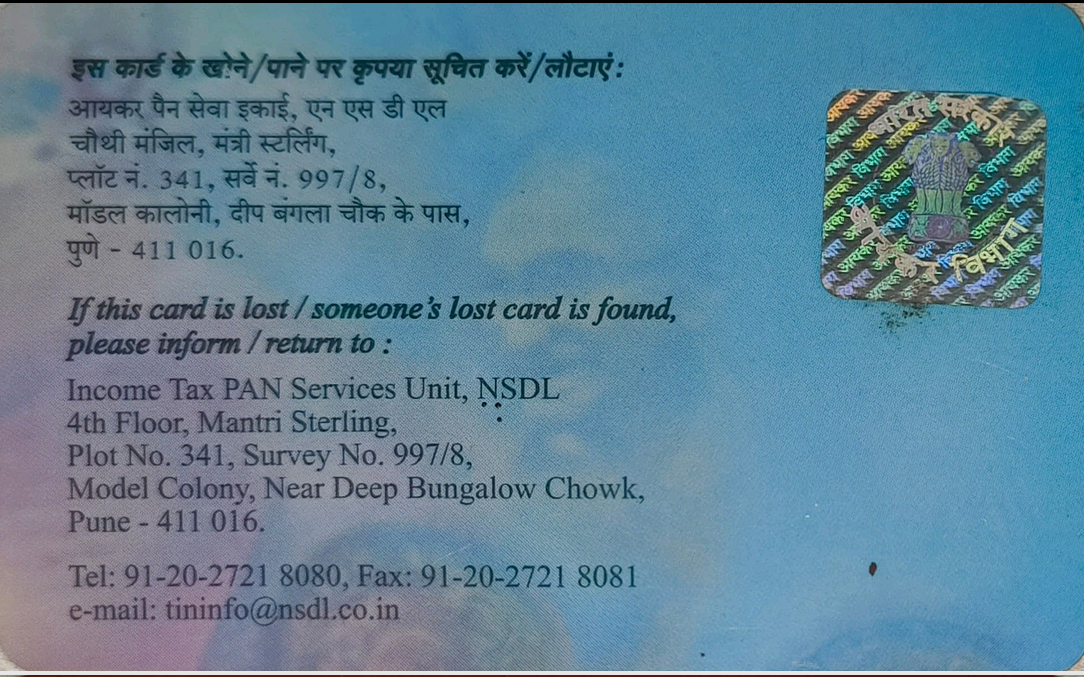 इस कार्ड के खोने/पाने पर कृपया सूचित करें/लौटाएं :
आयकर पैन सेवा इकाई, एन एस डी एल
चौथी मंजिल, मंत्री स्टर्लिंग,
प्लॉट नं. 341, सर्वे नं. 997/8,
मॉडल कालोनी, दीप बंगला चौक के पास,
पुणे - 411 016.
भारत सरकार
आयकर विभाग
If this card is lost / someone's lost card is found,
please inform / return to :
Income Tax PAN Services Unit, NSDL
4th Floor, Mantri Sterling,
Plot No. 341, Survey No. 997/8,
Model Colony, Near Deep Bungalow Chowk,
Pune - 411 016.
Tel: 91-20-2721 8080, Fax: 91-20-2721 8081
e-mail: tininfo@nsdl.co.in